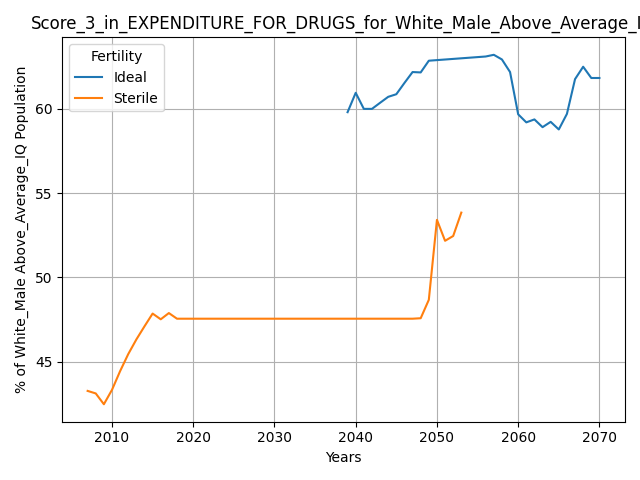 Score_3_in_EXPENDITURE_FOR_DRUGS_for_White_Male_Above_Average_I
Fertility
Ideal
Sterile
% of White_Male Above_Average_IQ Population
60
55
50
45
2010 2020 2030 2040 2050 2060 2070
Years